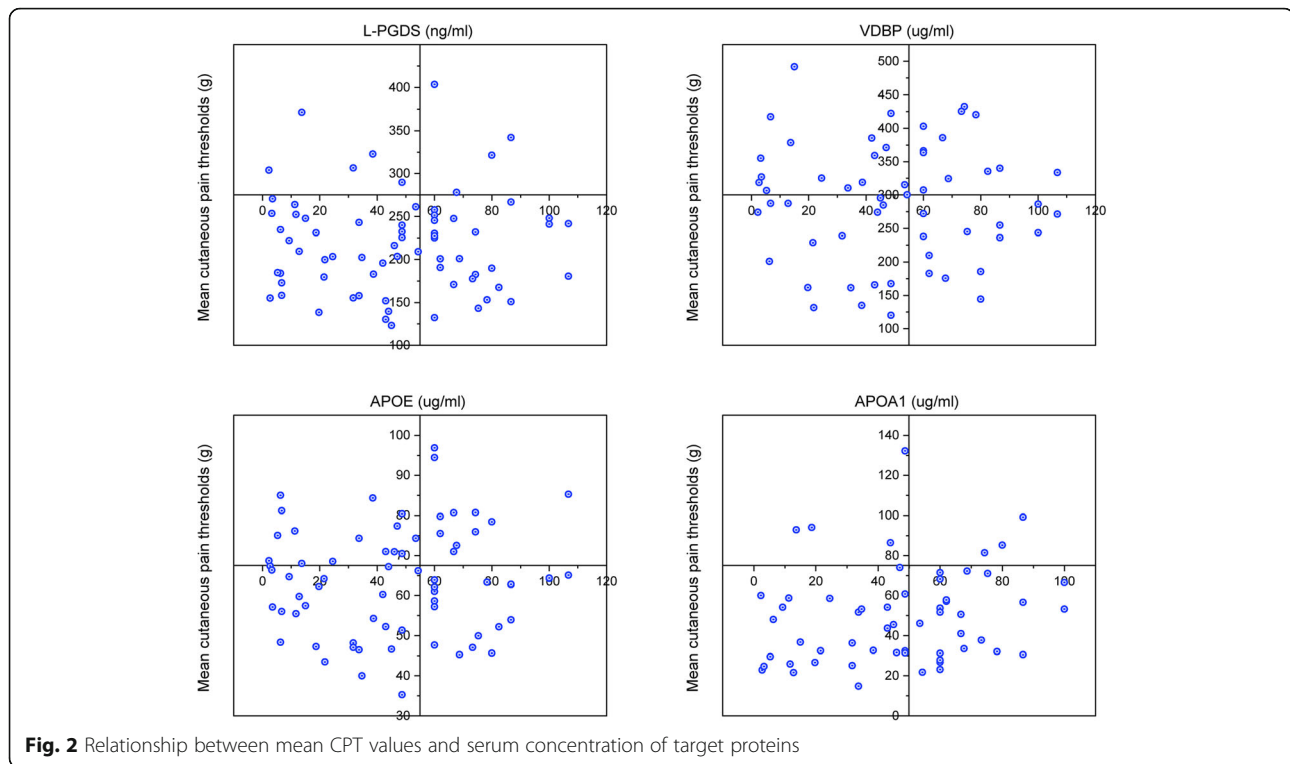 L-PGDS (ng/ml)
Mean cutaneous pain thresholds (g)
400
350
300
0 20 40 60 80 100 120
250
200
150
100
VDBP (ug/ml)
Mean cutaneous pain thresholds (g)
500
450
400
350
300
0 20 40 60 80 100 120
250
200
150
100
APOE (ug/ml)
Mean cutaneous pain thresholds (g)
100
90
80
70
0 20 40 60 80 100 120
60
50
40
30
APOA1 (ug/ml)
Mean cutaneous pain thresholds (g)
140
120
100
80
0 20 40 60 80 100
60
40
20
0
Fig. 2 Relationship between mean CPT values and serum concentration of target proteins